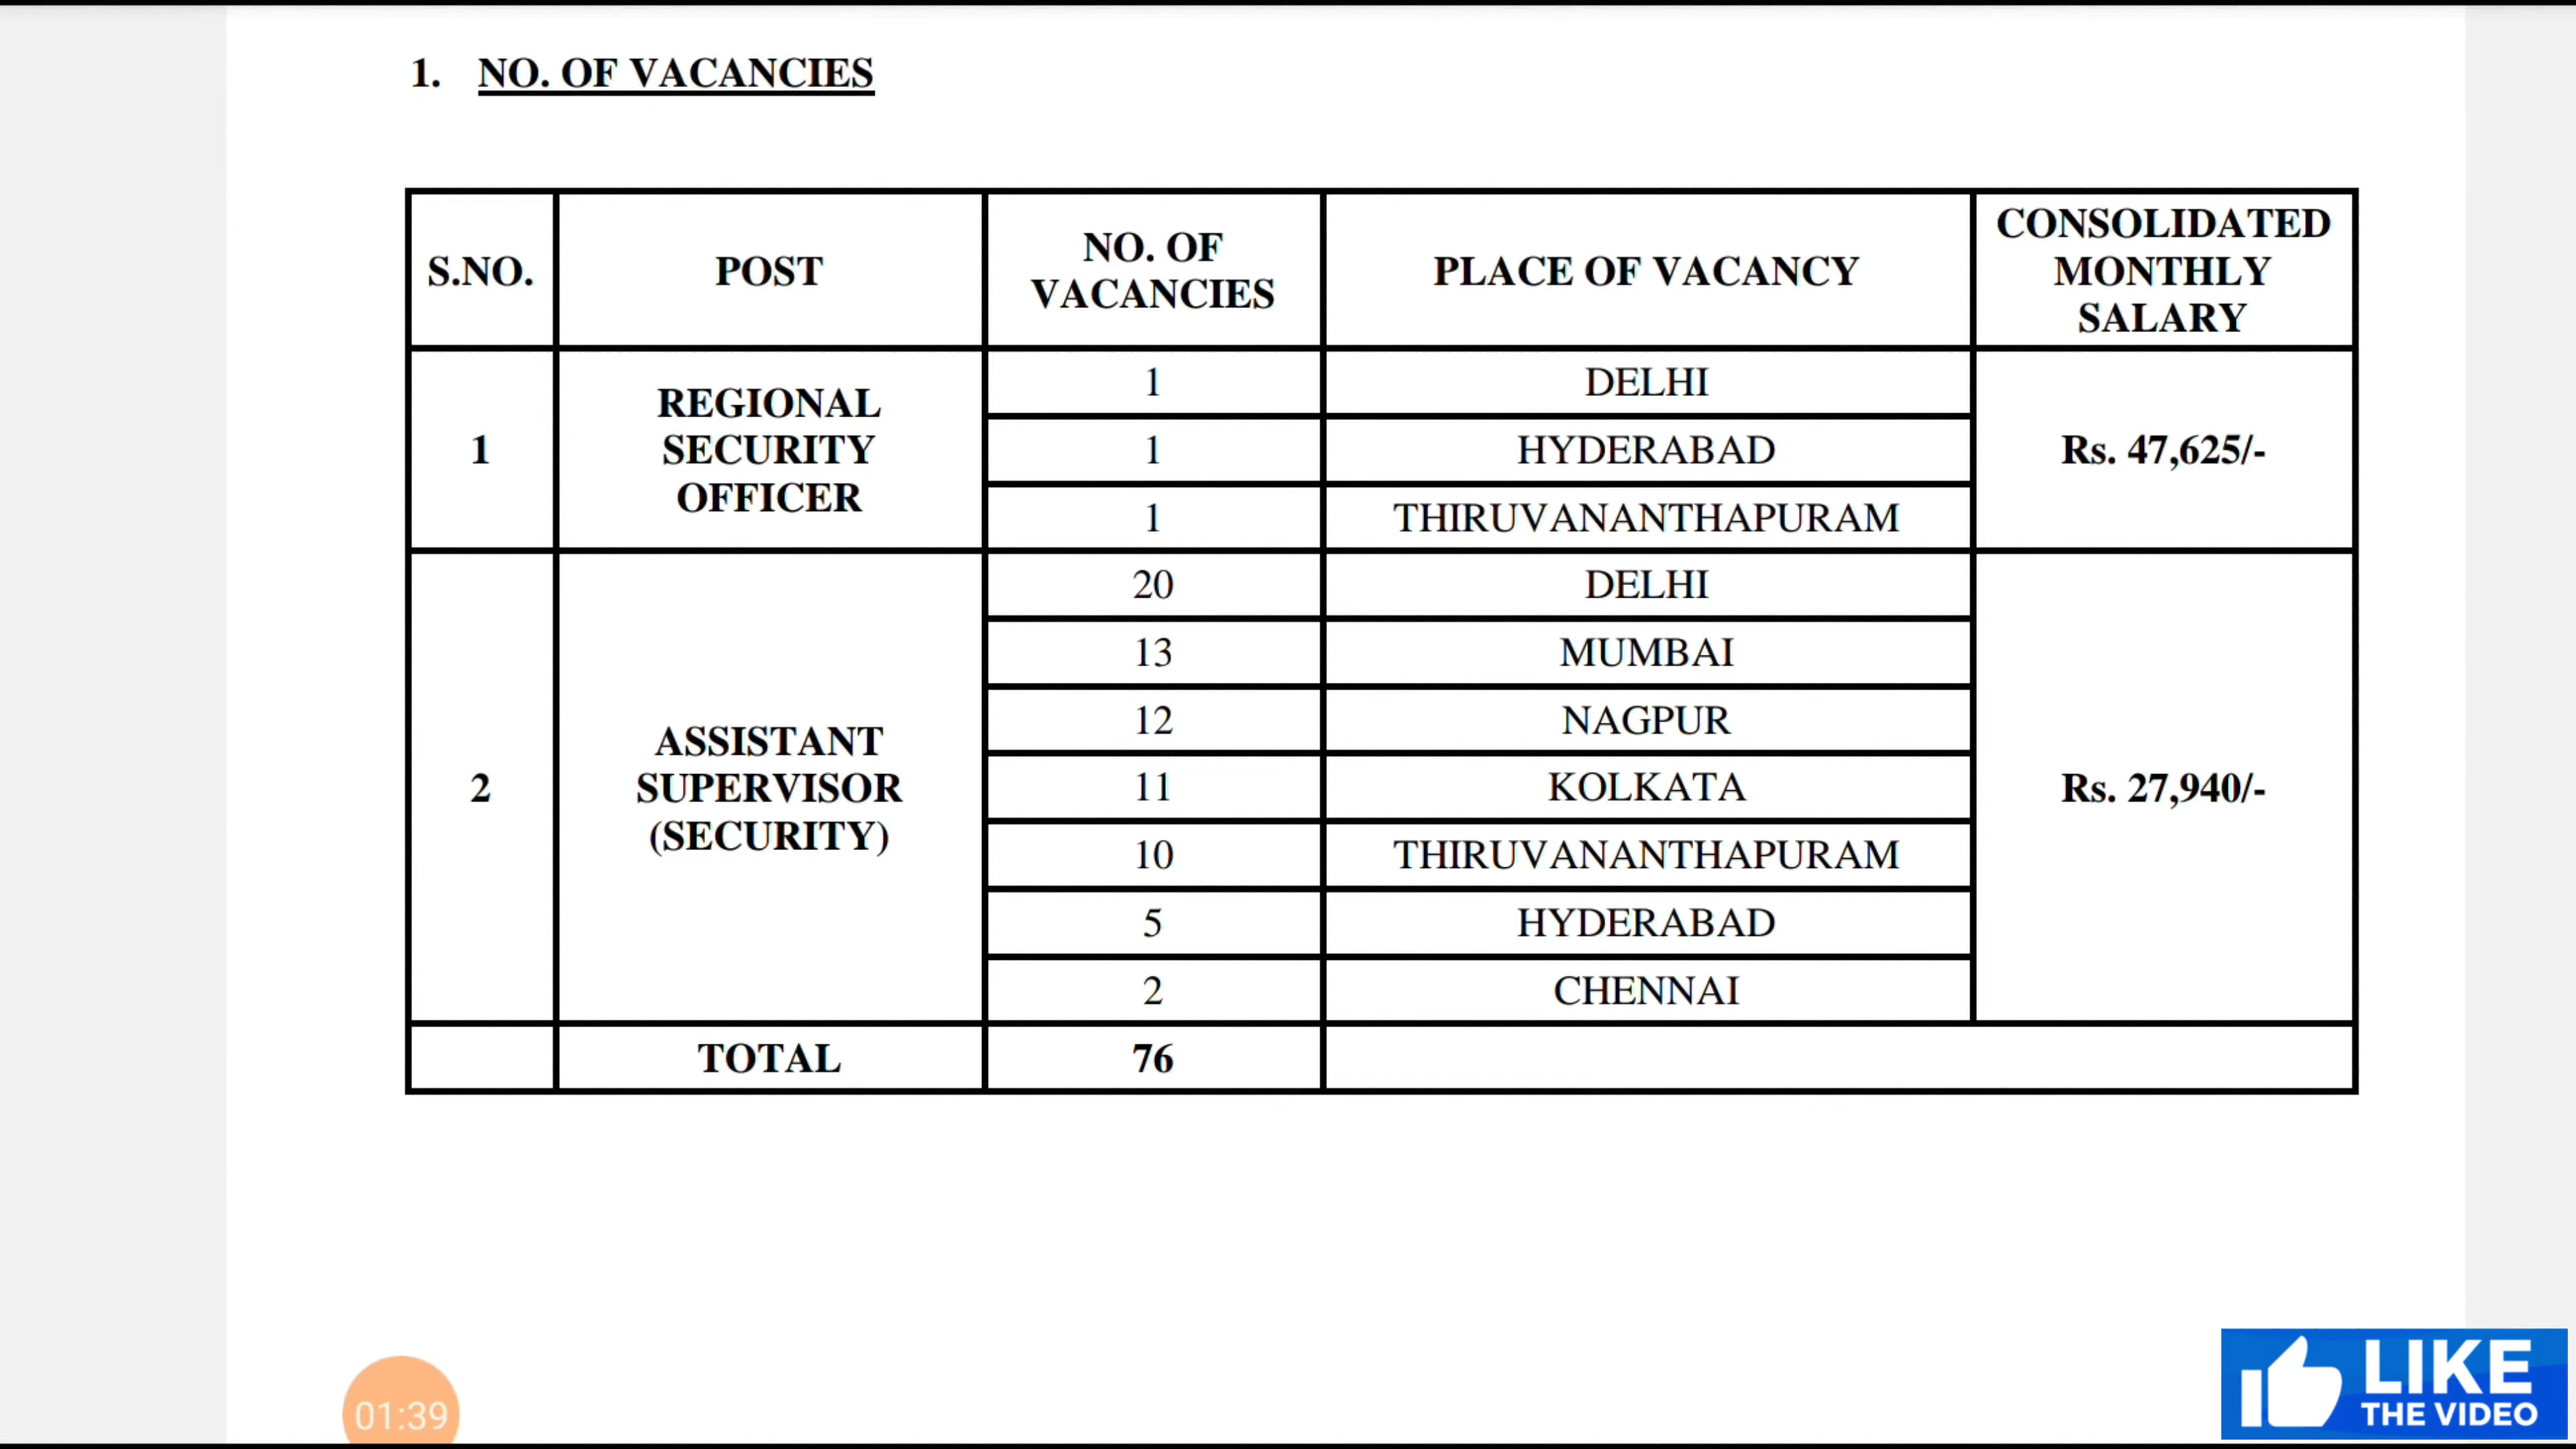 1. NO. OF VACANCIES
S.NO. POST NO. OF VACANCIES PLACE OF VACANCY CONSOLIDATED MONTHLY SALARY
1 REGIONAL SECURITY OFFICER 1 DELHI Rs. 47,625/-
1 HYDERABAD
1 THIRUVANANTHAPURAM
2 ASSISTANT SUPERVISOR (SECURITY) 20 DELHI Rs. 27,940/-
13 MUMBAI
12 NAGPUR
11 KOLKATA
10 THIRUVANANTHAPURAM
5 HYDERABAD
2 CHENNAI
TOTAL 76
01:39
LIKE
THE VIDEO